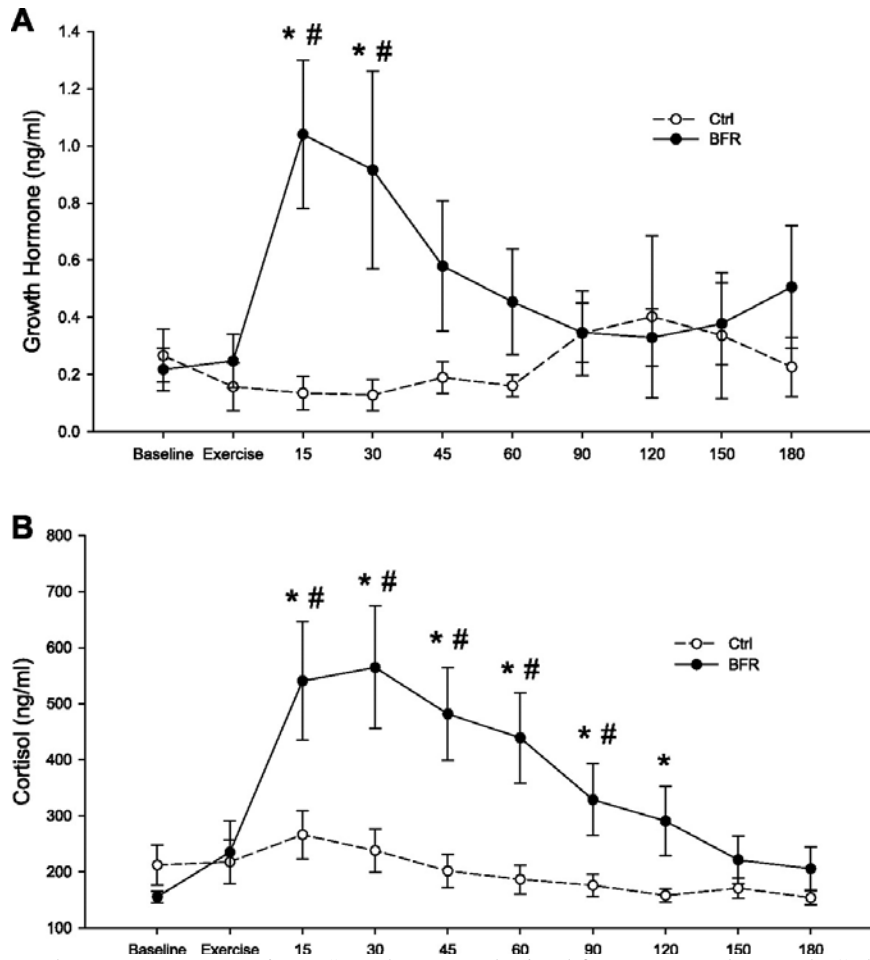 A
1.4
1.2
1.0
0.8
0.6
0.4
0.2
0.0
Growth Hormone (ng/ml)
* #
* #
Ctrl
BFR
Baseline Exercise 15 30 45 60 90 120 150 180
B
800
700
600
500
400
300
200
100
Cortisol (ng/ml)
* #
* #
* #
* #
* #
*
Ctrl
BFR
Baseline Exercise 15 30 45 60 90 120 150 180